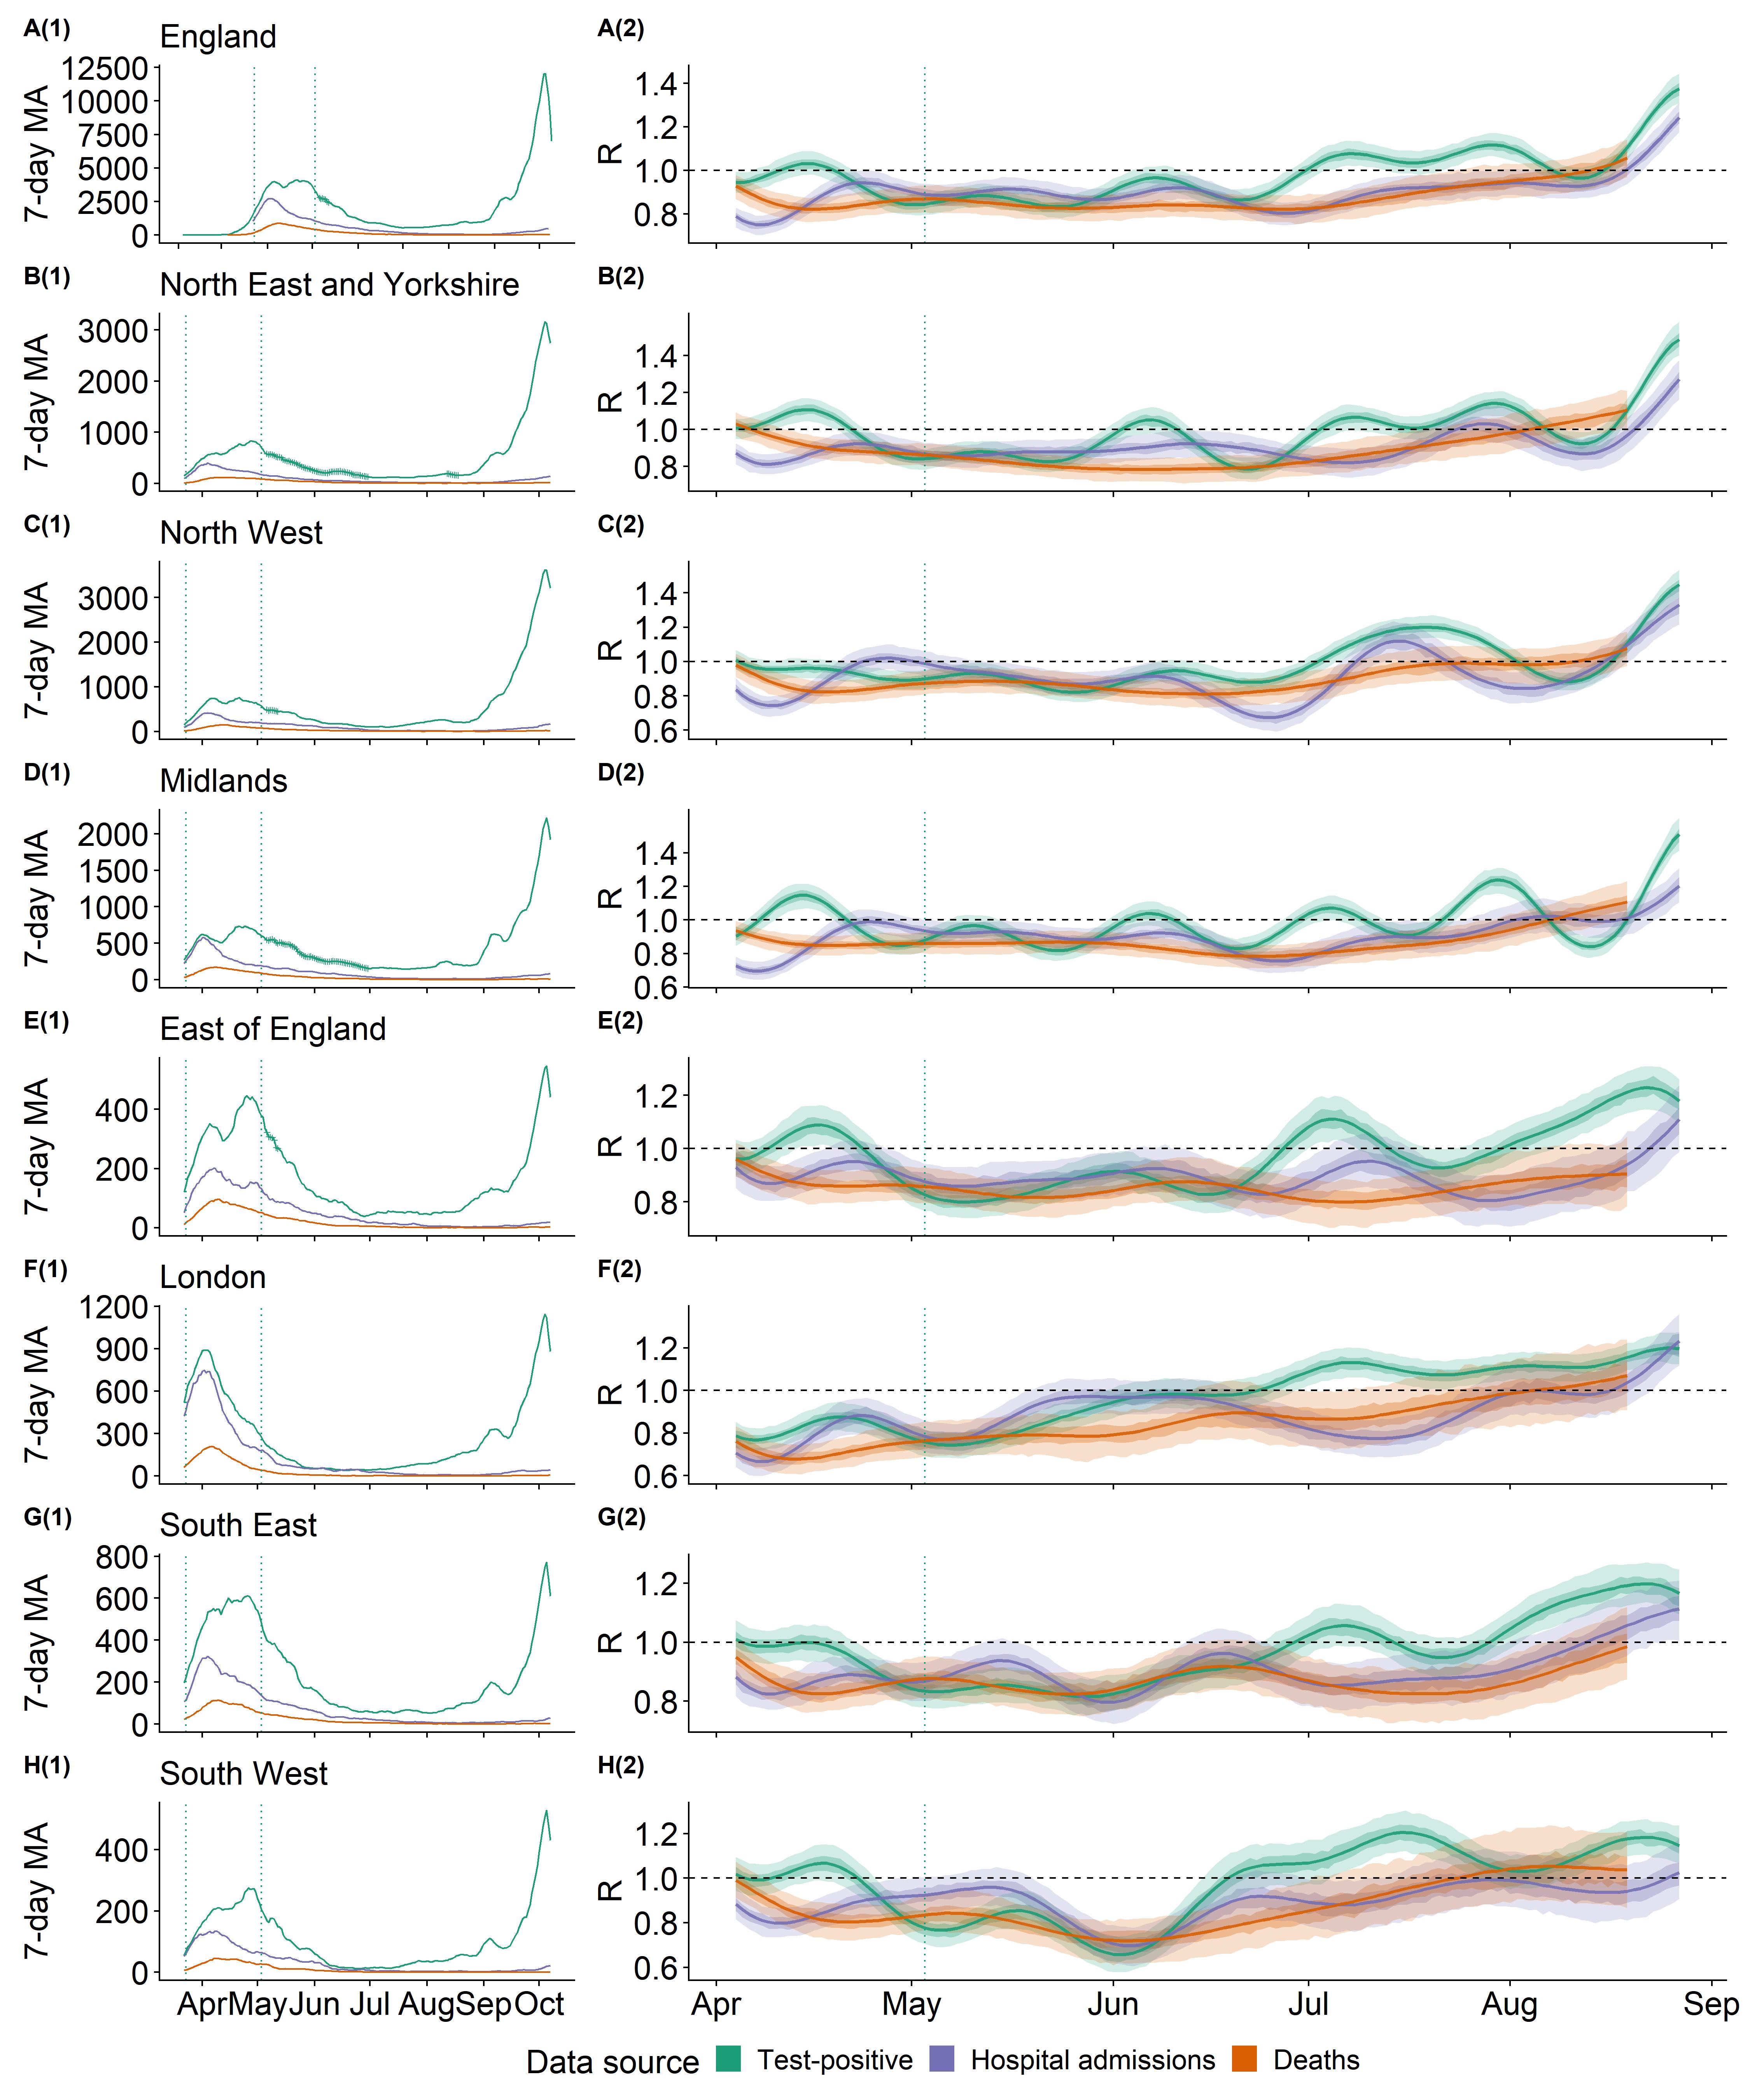 A(1) England A(2)
7-day MA
12500
10000
7500
5000
2500
0
R
1.4
1.2
1.0
0.8
B(1) North East and Yorkshire B(2)
7-day MA
3000
2000
1000
0
R
1.4
1.2
1.0
0.8
C(1) North West C(2)
7-day MA
3000
2000
1000
0
R
1.4
1.2
1.0
0.8
0.6
D(1) Midlands D(2)
7-day MA
2000
1500
1000
500
0
R
1.4
1.2
1.0
0.8
0.6
E(1) East of England E(2)
7-day MA
400
200
0
R
1.2
1.0
0.8
F(1) London F(2)
7-day MA
1200
900
600
300
0
R
1.2
1.0
0.8
0.6
G(1) South East G(2)
7-day MA
800
600
400
200
0
R
1.2
1.0
0.8
H(1) South West H(2)
7-day MA
400
200
0
R
1.2
1.0
0.8
0.6
Apr May Jun Jul Aug Sep Oct
Apr May Jun Jul Aug Sep
Data source Test-positive Hospital admissions Deaths